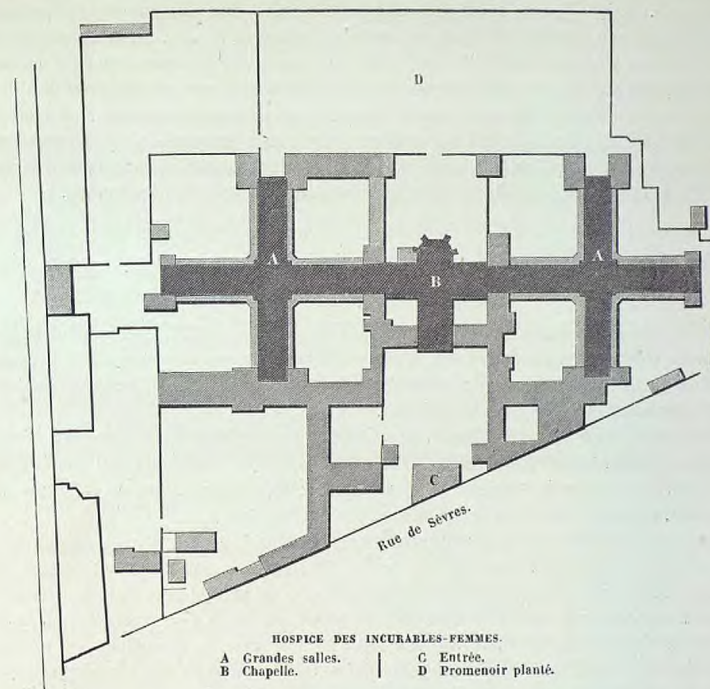 D
A
A
B
C
Rue de Sèvres.
HOSPICE DES INCURABLES-FEMMES.
A Grandes salles.
B Chapelle.
C Entrée.
D Promenoir planté.